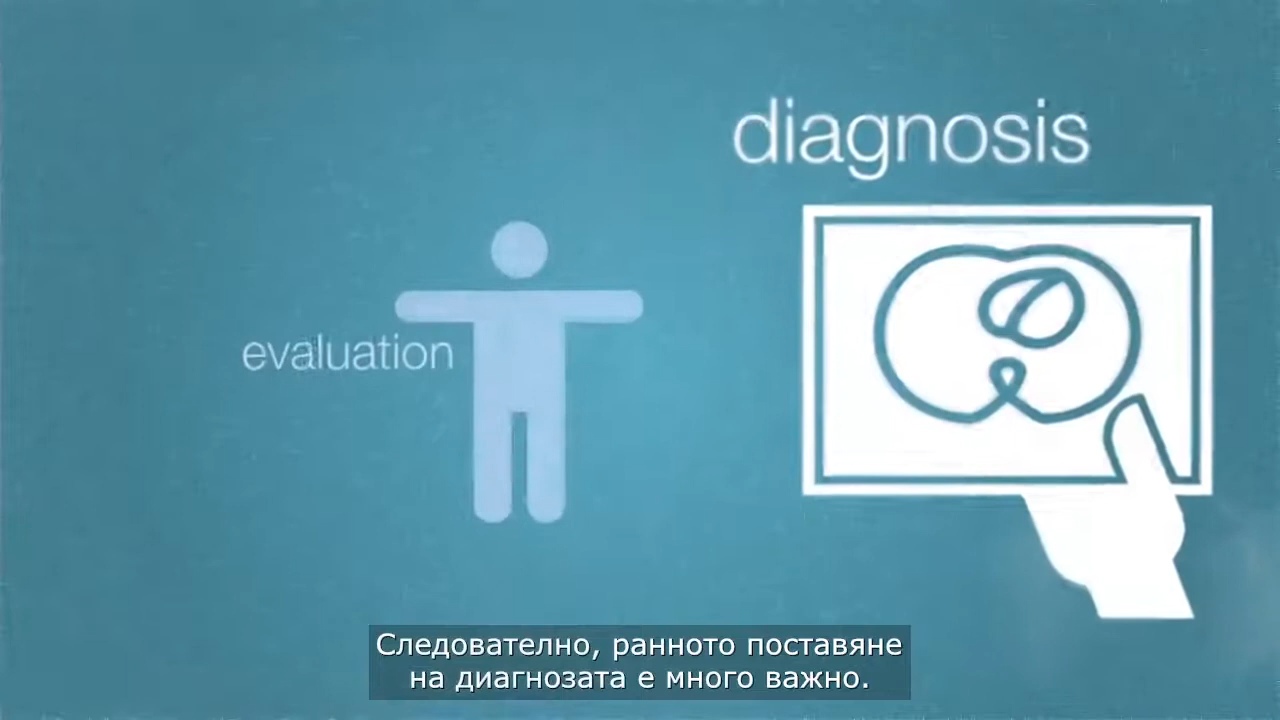 diagnosis
evaluation
Следователно, ранното поставяне
на диагнозата е много важно.